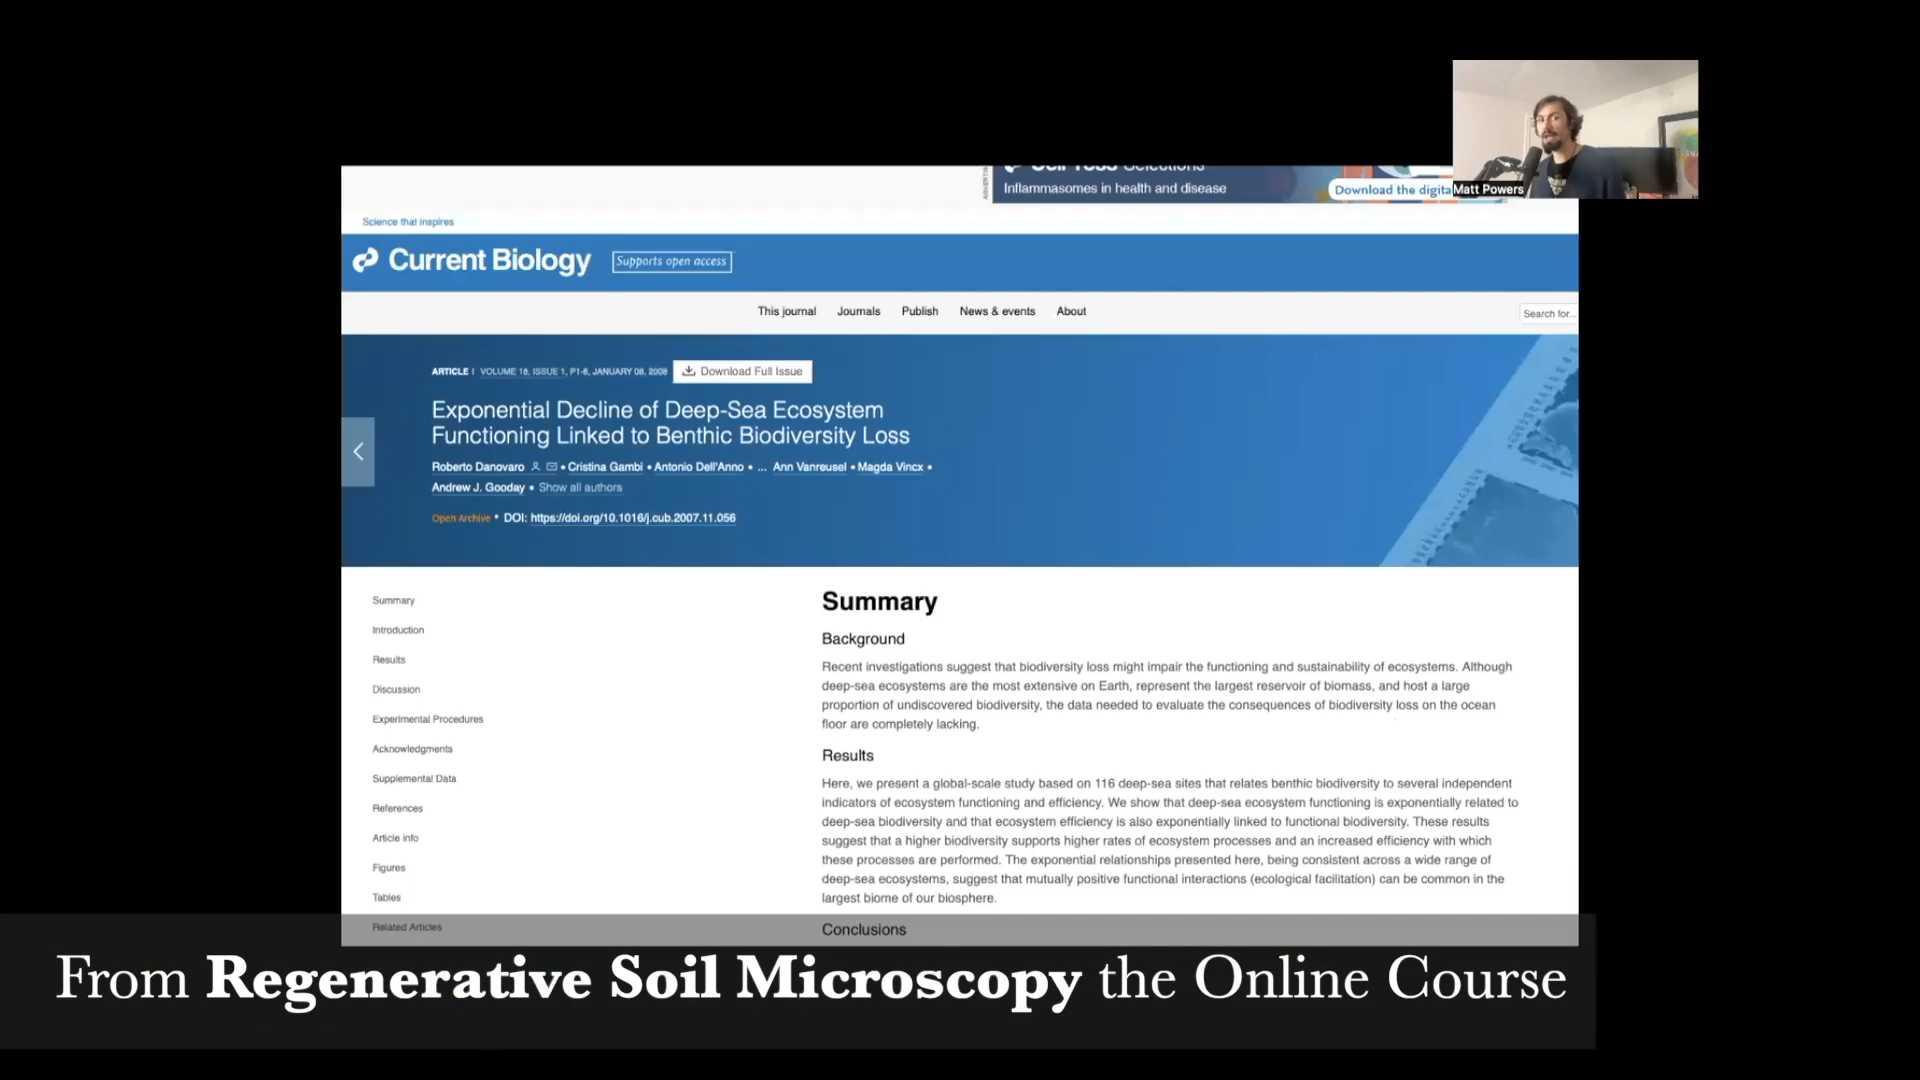 Cell Press Selections
Inflammasomes in health and disease
Download the digita
Matt Powers
Science that inspires
Current Biology
Supports open access
This journal Journals Publish News & events About
Search for...
ARTICLE | VOLUME 18, ISSUE 1, P1-8, JANUARY 08, 2008 Download Full Issue
Exponential Decline of Deep-Sea Ecosystem
Functioning Linked to Benthic Biodiversity Loss
Roberto Danovaro • Cristina Gambi • Antonio Dell'Anno • ... Ann Vanreusel • Magda Vincx •
Andrew J. Gooday • Show all authors
Open Archive • DOI: https://doi.org/10.1016/j.cub.2007.11.056
Summary
Introduction
Results
Discussion
Experimental Procedures
Acknowledgments
Supplemental Data
References
Article info
Figures
Tables
Related Articles
Summary
Background
Recent investigations suggest that biodiversity loss might impair the functioning and sustainability of ecosystems. Although
deep-sea ecosystems are the most extensive on Earth, represent the largest reservoir of biomass, and host a large
proportion of undiscovered biodiversity, the data needed to evaluate the consequences of biodiversity loss on the ocean
floor are completely lacking.
Results
Here, we present a global-scale study based on 116 deep-sea sites that relates benthic biodiversity to several independent
indicators of ecosystem functioning and efficiency. We show that deep-sea ecosystem functioning is exponentially related to
deep-sea biodiversity and that ecosystem efficiency is also exponentially linked to functional biodiversity. These results
suggest that a higher biodiversity supports higher rates of ecosystem processes and an increased efficiency with which
these processes are performed. The exponential relationships presented here, being consistent across a wide range of
deep-sea ecosystems, suggest that mutually positive functional interactions (ecological facilitation) can be common in the
largest biome of our biosphere.
Conclusions
From Regenerative Soil Microscopy the Online Course